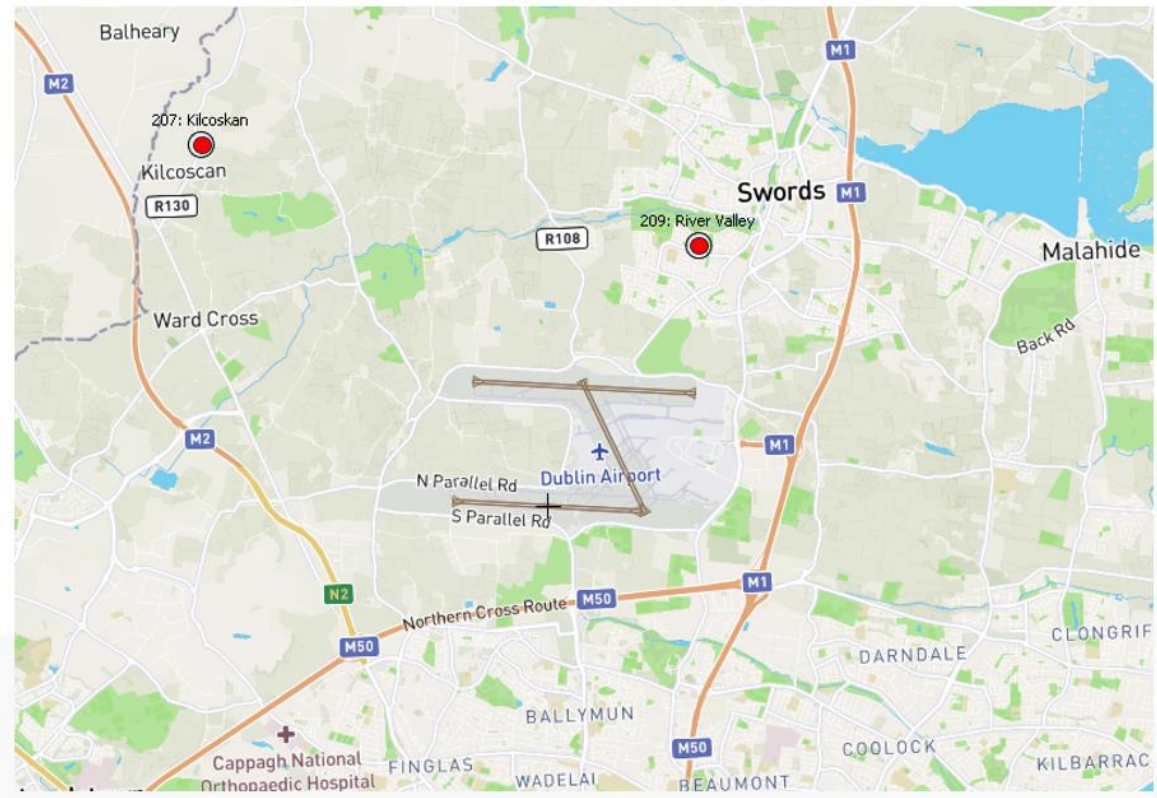 Balheary
M1
M2
207: Kilcoskan
Kilcoscan
R130
Swords
M1
209: River Valley
R108
Malahide
Ward Cross
Back Rd
M2
M1
Dublin Airport
N Parallel Rd
S Parallel Rd
N2
M1
M50
Northern Cross Route
M50
CLONGRIF
DARNDALE
BALLYMUN
M50
COOLOCK
Cappagh National
Orthopaedic Hospital
FINGLAS
KILBARRAC
WADELAI
BEAUMONT